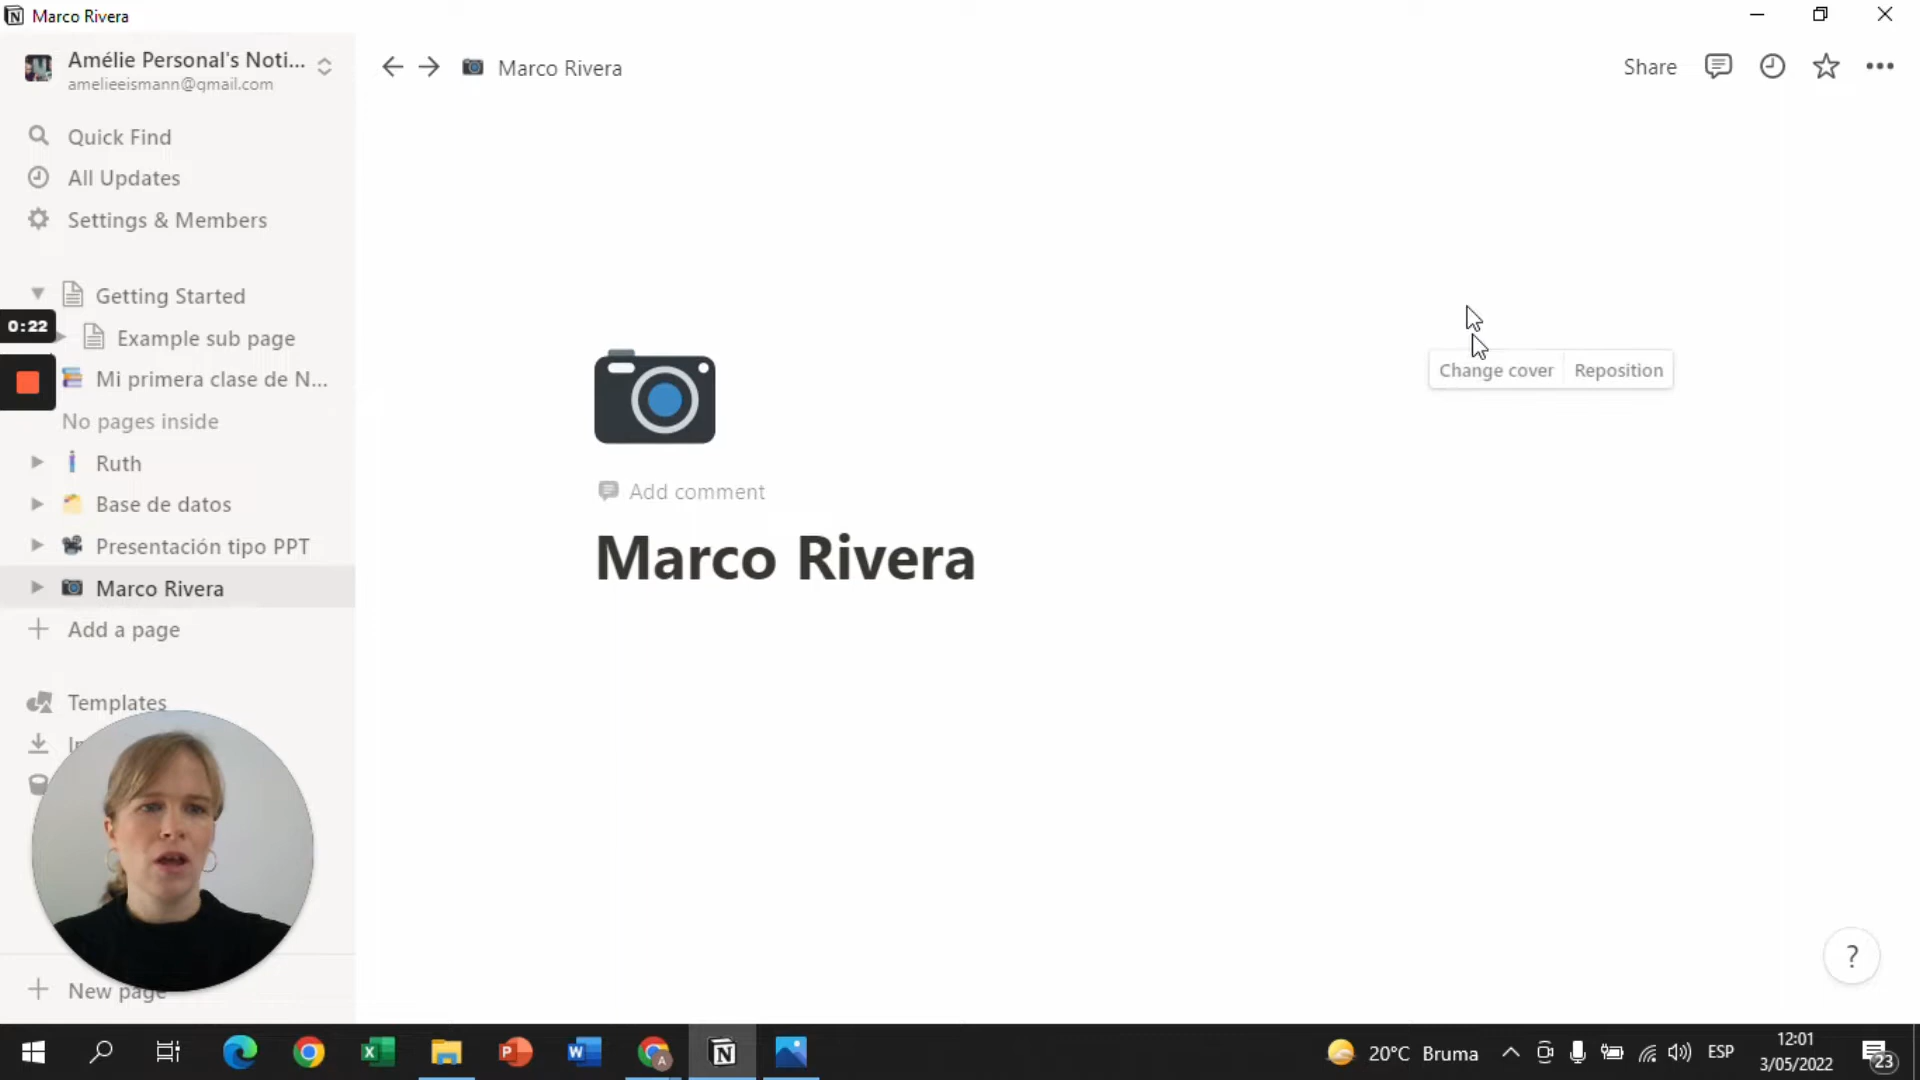 Marco Rivera
Amélie Personal's Noti...
amelieeismann@gmail.com
Marco Rivera
Share
Quick Find
All Updates
Settings & Members
Getting Started
0:22
Example sub page
Mi primera clase de N...
No pages inside
Ruth
Base de datos
Presentación tipo PPT
Marco Rivera
Add a page
Templates
New page
Change cover
Reposition
Add comment
Marco Rivera
?
20°C Bruma
ESP
12:01
3/05/2022
23